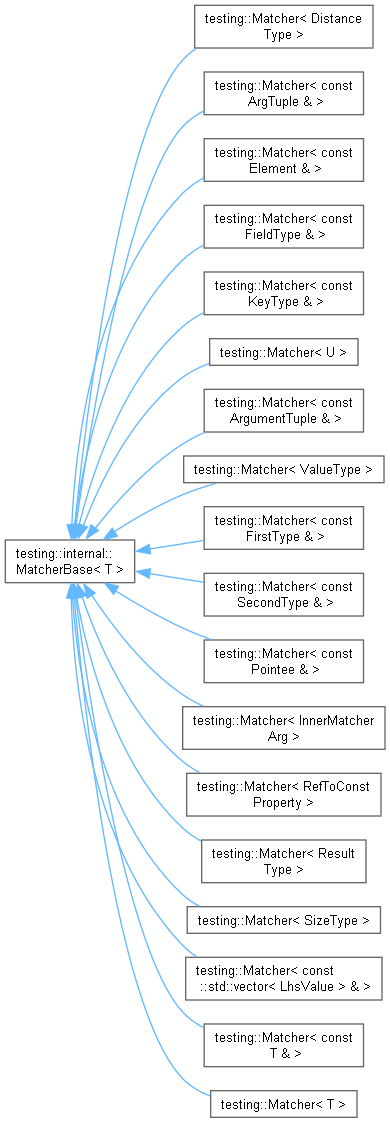 testing::Matcher< Distance
Type >
testing::Matcher< const
ArgTuple & >
testing::Matcher< const
Element & >
testing::Matcher< const
FieldType & >
testing::Matcher< const
KeyType & >
testing::Matcher< U >
testing::Matcher< const
ArgumentTuple & >
testing::Matcher< ValueType >
testing::Matcher< const
FirstType & >
testing::internal::
MatcherBase< T >
testing::Matcher< const
SecondType & >
testing::Matcher< const
Pointee & >
testing::Matcher< InnerMatcher
Arg >
testing::Matcher< RefToConst
Property >
testing::Matcher< Result
Type >
testing::Matcher< SizeType >
testing::Matcher< const
::std::vector< LhsValue > & >
testing::Matcher< const
T & >
testing::Matcher< T >